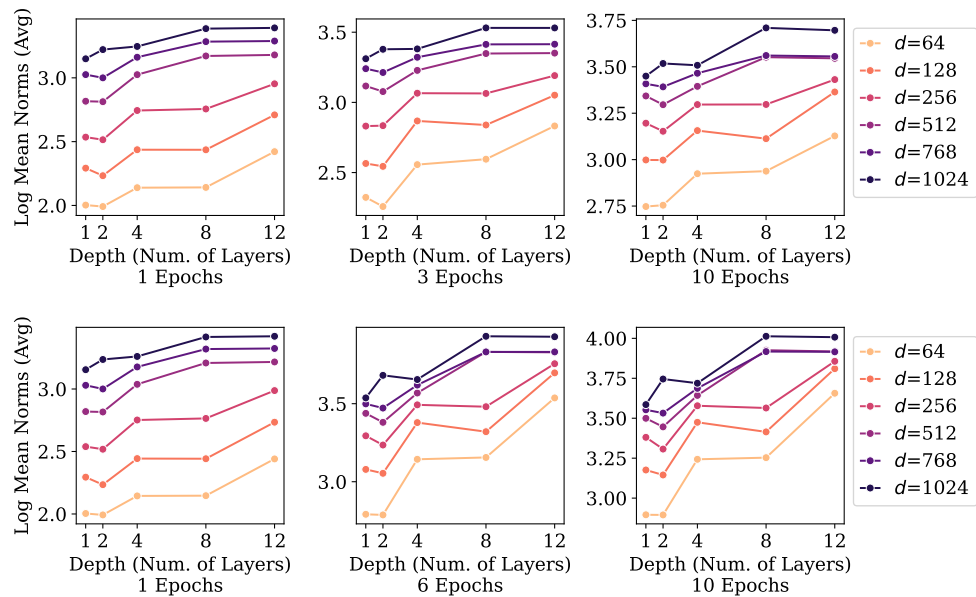 Log Mean Norms (Avg)
3.0
2.5
2.0
1 2 4 8 12
Depth (Num. of Layers)
1 Epochs
3.5
3.0
2.5
1 2 4 8 12
Depth (Num. of Layers)
3 Epochs
3.75
3.50
3.25
3.00
2.75
1 2 4 8 12
Depth (Num. of Layers)
10 Epochs
d=64
d=128
d=256
d=512
d=768
d=1024
Log Mean Norms (Avg)
3.0
2.5
2.0
1 2 4 8 12
Depth (Num. of Layers)
1 Epochs
3.5
3.0
1 2 4 8 12
Depth (Num. of Layers)
6 Epochs
4.00
3.75
3.50
3.25
3.00
1 2 4 8 12
Depth (Num. of Layers)
10 Epochs
d=64
d=128
d=256
d=512
d=768
d=1024